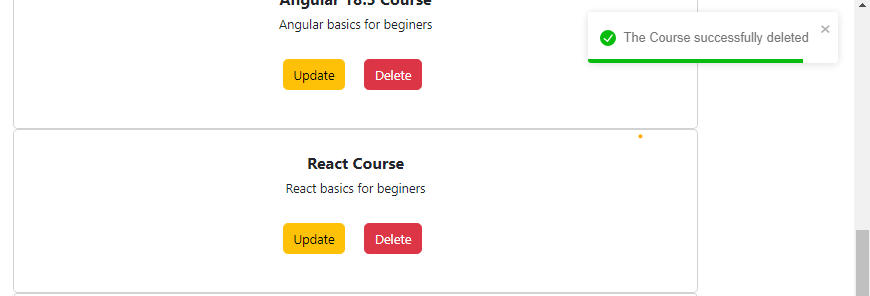 Angular 18.3 Course
Angular basics for beginers
The Course successfully deleted
Update
Delete
React Course
React basics for beginers
Update
Delete